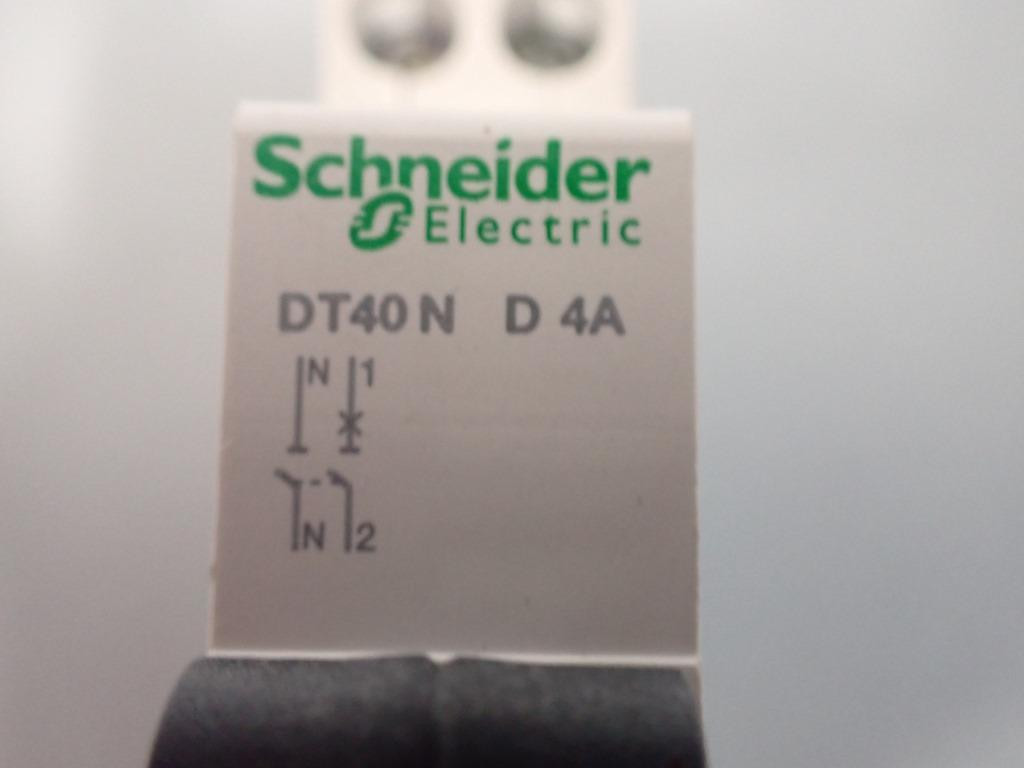 Schneider
Electric
DT40 N D 4A
N 1
N 2